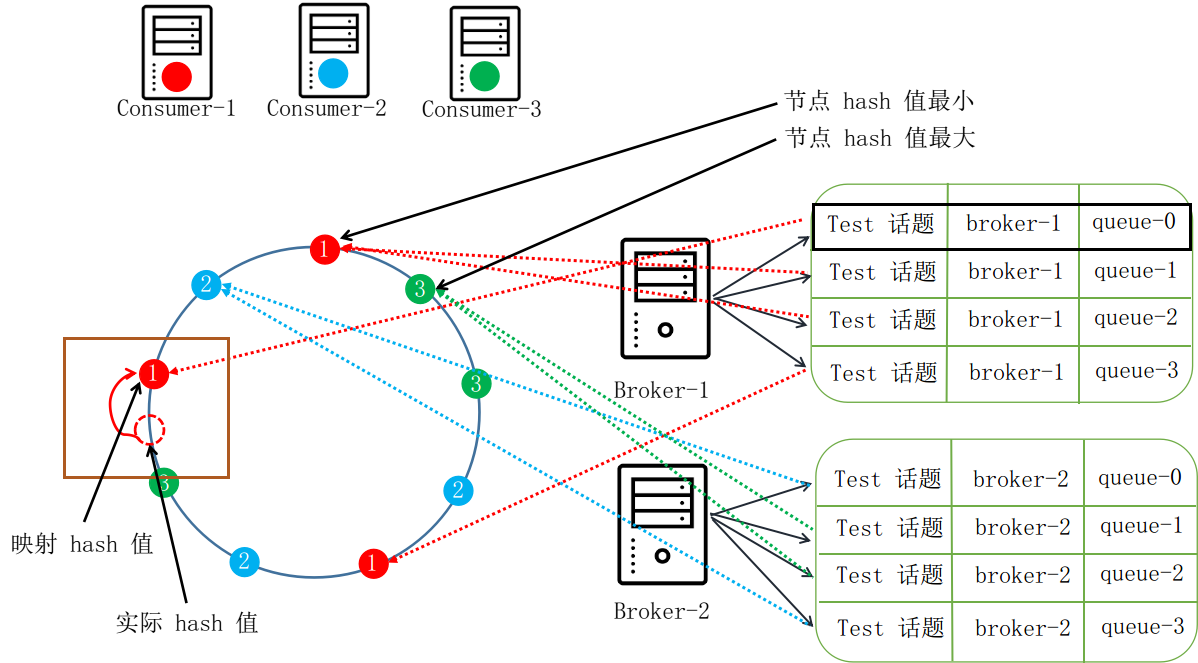 Consumer-1 Consumer-2 Consumer-3
节点 hash 值最小
节点 hash 值最大
1
2
3
1
3
3
2
2
1
映射 hash 值
实际 hash 值
Broker-1
Test 话题 broker-1 queue-0
Test 话题 broker-1 queue-1
Test 话题 broker-1 queue-2
Test 话题 broker-1 queue-3
Broker-2
Test 话题 broker-2 queue-0
Test 话题 broker-2 queue-1
Test 话题 broker-2 queue-2
Test 话题 broker-2 queue-3